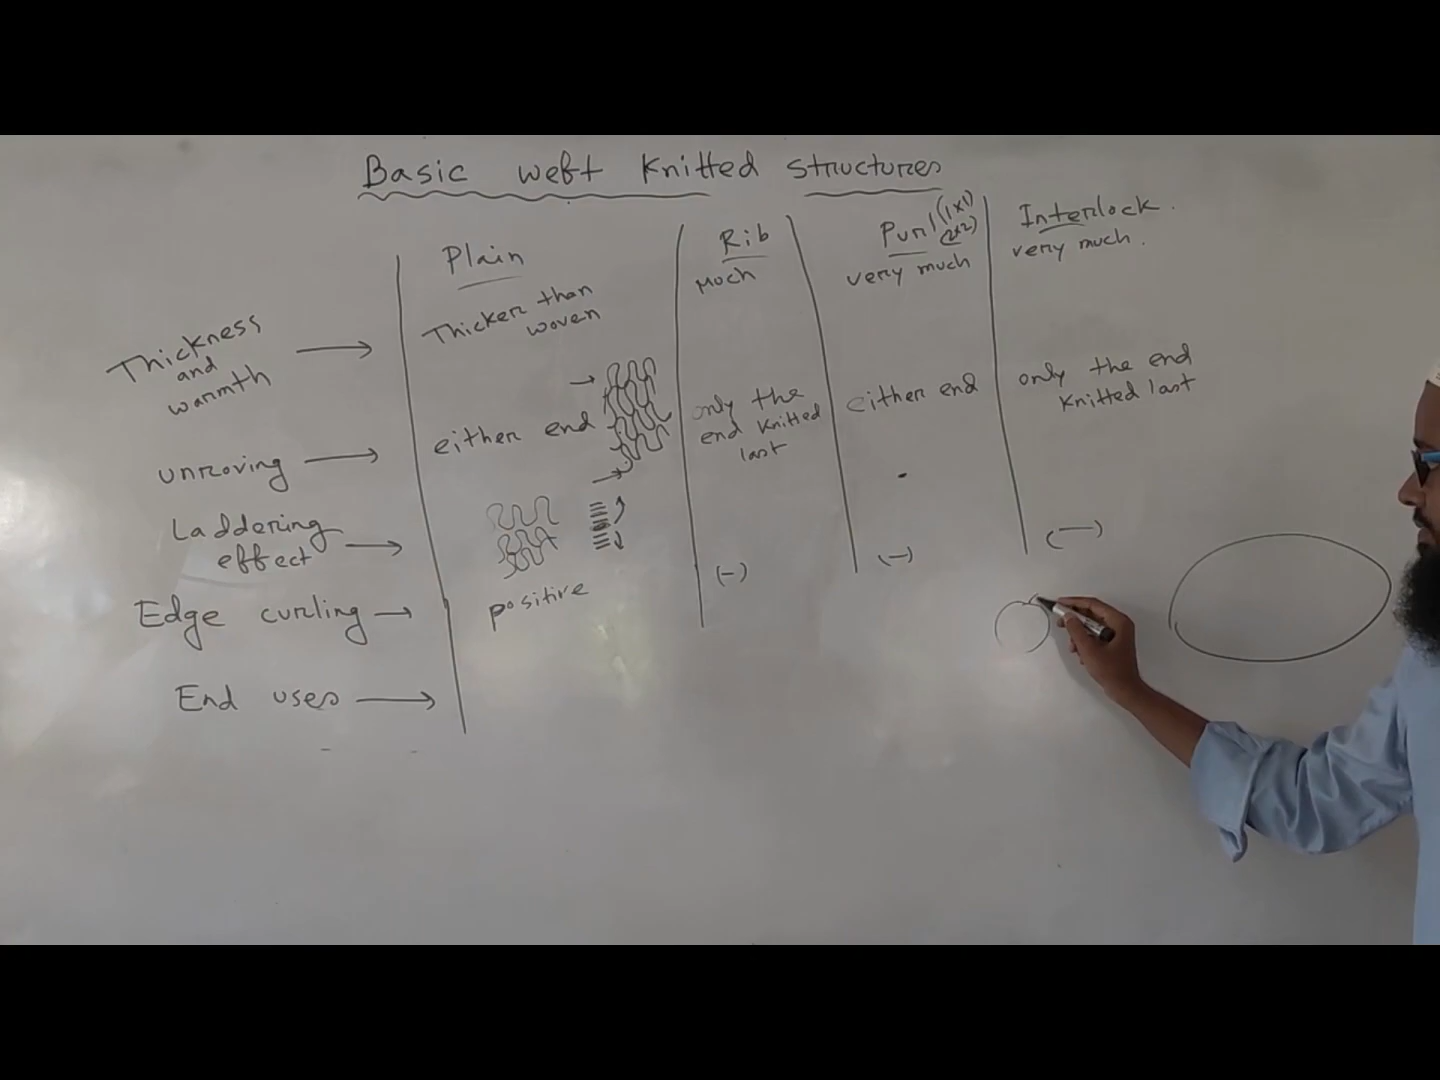 Basic weft Knitted structures
Plain
Rib
Purl (1x1)
(2x2)
Interlock
Thickness
and
warmth
Thicker than
woven
Much
very much
very much
unroving
either end
only the
end Knitted
last
either end
only the end
Knitted last
Laddering
effect
Edge curling
positive
(-)
(-)
(-)
End uses